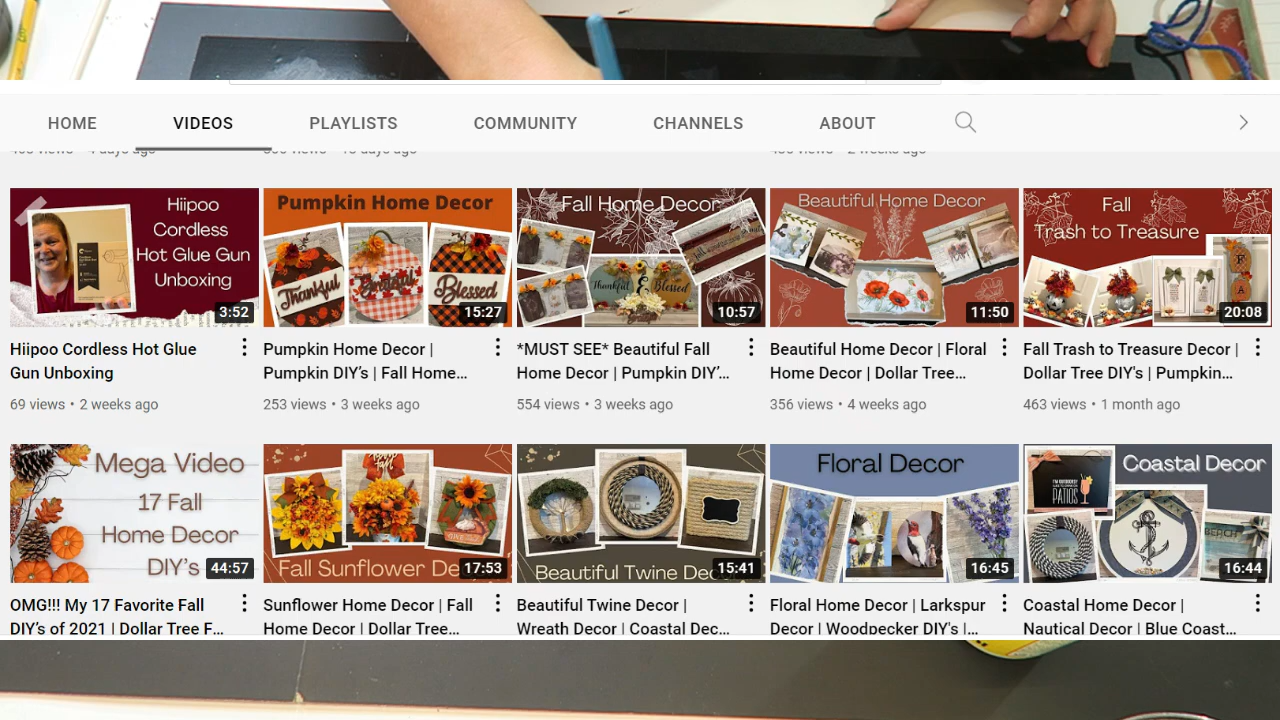 HOME VIDEOS PLAYLISTS COMMUNITY CHANNELS ABOUT
Hiipoo
Cordless
Hot Glue Gun
Unboxing
3:52
Pumpkin Home Decor
Thankful
Grateful
Blessed
15:27
Fall Home Decor
Thankful & Blessed
10:57
Beautiful Home Decor
11:50
Fall
Trash to Treasure
F
A
20:08
Hiipoo Cordless Hot Glue
Gun Unboxing
69 views • 2 weeks ago
Pumpkin Home Decor |
Pumpkin DIY's | Fall Home...
253 views • 3 weeks ago
*MUST SEE* Beautiful Fall
Home Decor | Pumpkin DIY'...
554 views • 3 weeks ago
Beautiful Home Decor | Floral
Home Decor | Dollar Tree...
356 views • 4 weeks ago
Fall Trash to Treasure Decor |
Dollar Tree DIY's | Pumpkin...
463 views • 1 month ago
Mega Video
17 Fall
Home Decor
DIY's
44:57
Fall Sunflower De
17:53
Beautiful Twine Decor
15:41
Floral Decor
16:45
Coastal Decor
PATIOS
BEACH
16:44
OMG!!! My 17 Favorite Fall
DIY's of 2021 | Dollar Tree F...
Sunflower Home Decor | Fall
Home Decor | Dollar Tree...
Beautiful Twine Decor |
Wreath Decor | Coastal Dec...
Floral Home Decor | Larkspur
Decor | Woodpecker DIY's |...
Coastal Home Decor |
Nautical Decor | Blue Coast...